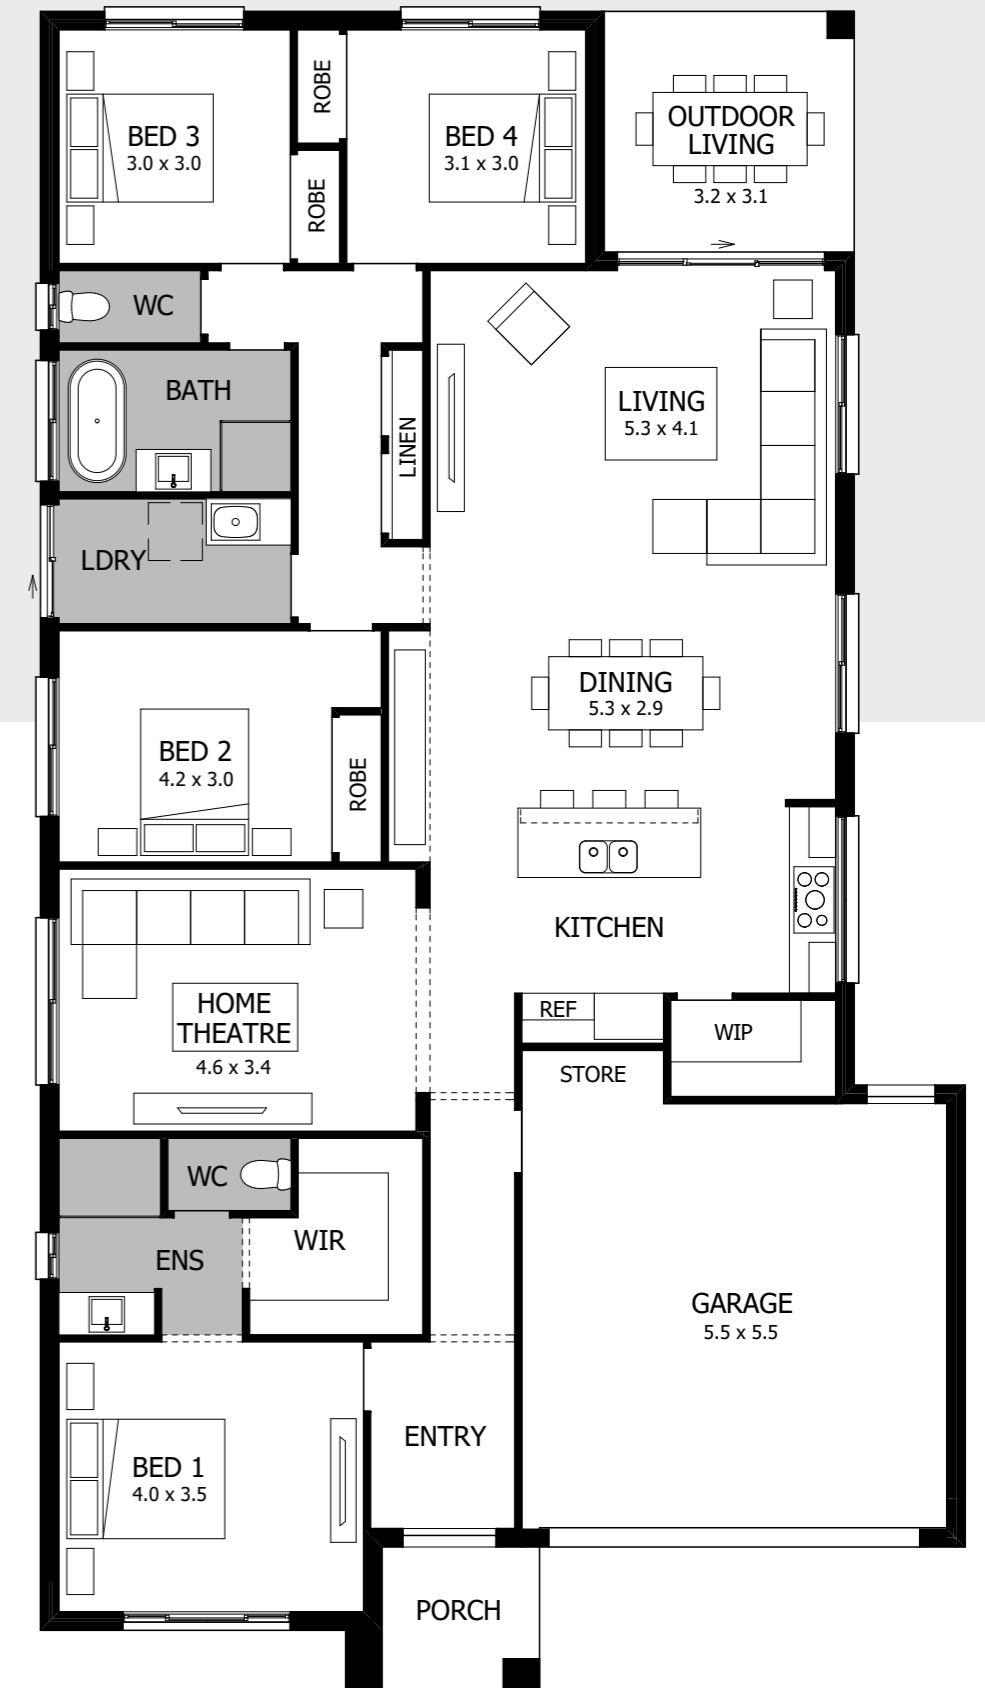 BED 3
3.0 x 3.0
ROBE
ROBE
BED 4
3.1 x 3.0
OUTDOOR
LIVING
3.2 x 3.1
WC
BATH
LINEN
LIVING
5.3 x 4.1
LDRY
DINING
5.3 x 2.9
BED 2
4.2 x 3.0
ROBE
KITCHEN
HOME
THEATRE
4.6 x 3.4
REF
WIP
STORE
WC
ENS
WIR
GARAGE
5.5 x 5.5
ENTRY
BED 1
4.0 x 3.5
PORCH